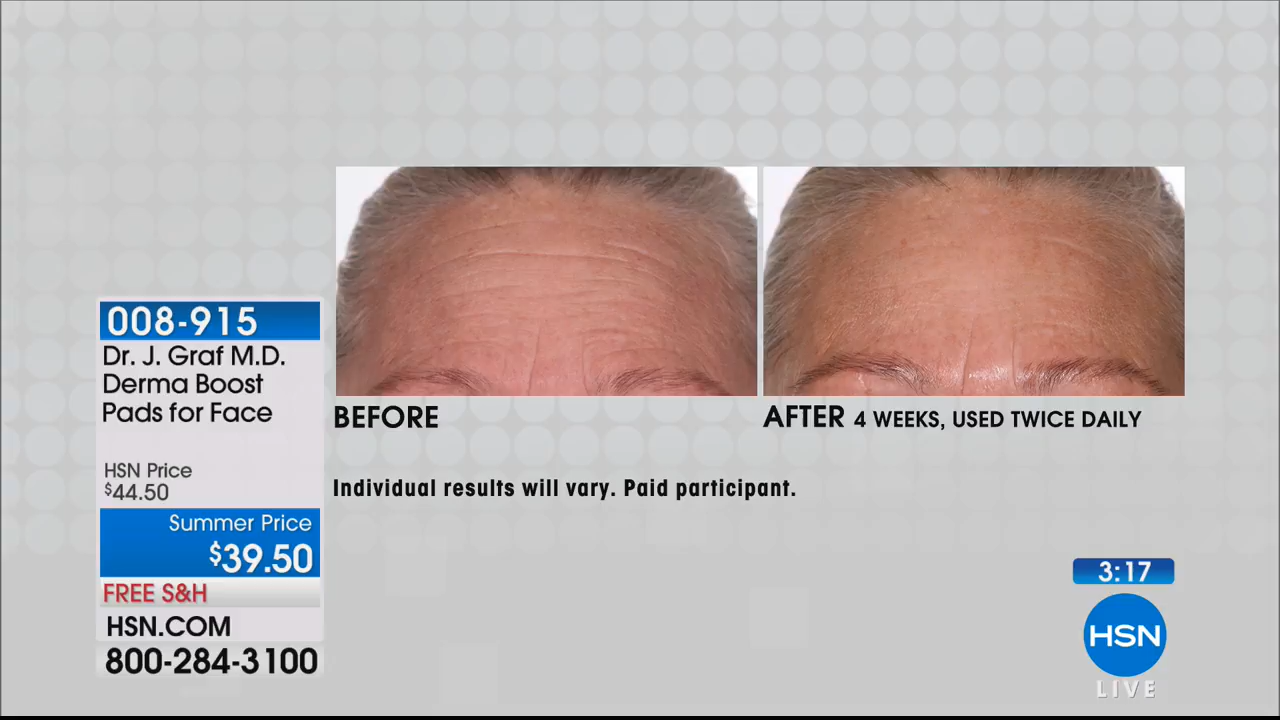 008-915
Dr. J. Graf M.D.
Derma Boost
Pads for Face
HSN Price
$44.50
Summer Price
$39.50
FREE S&H
HSN.COM
800-284-3100
BEFORE
AFTER 4 WEEKS, USED TWICE DAILY
Individual results will vary. Paid participant.
3:17
HSN
LIVE